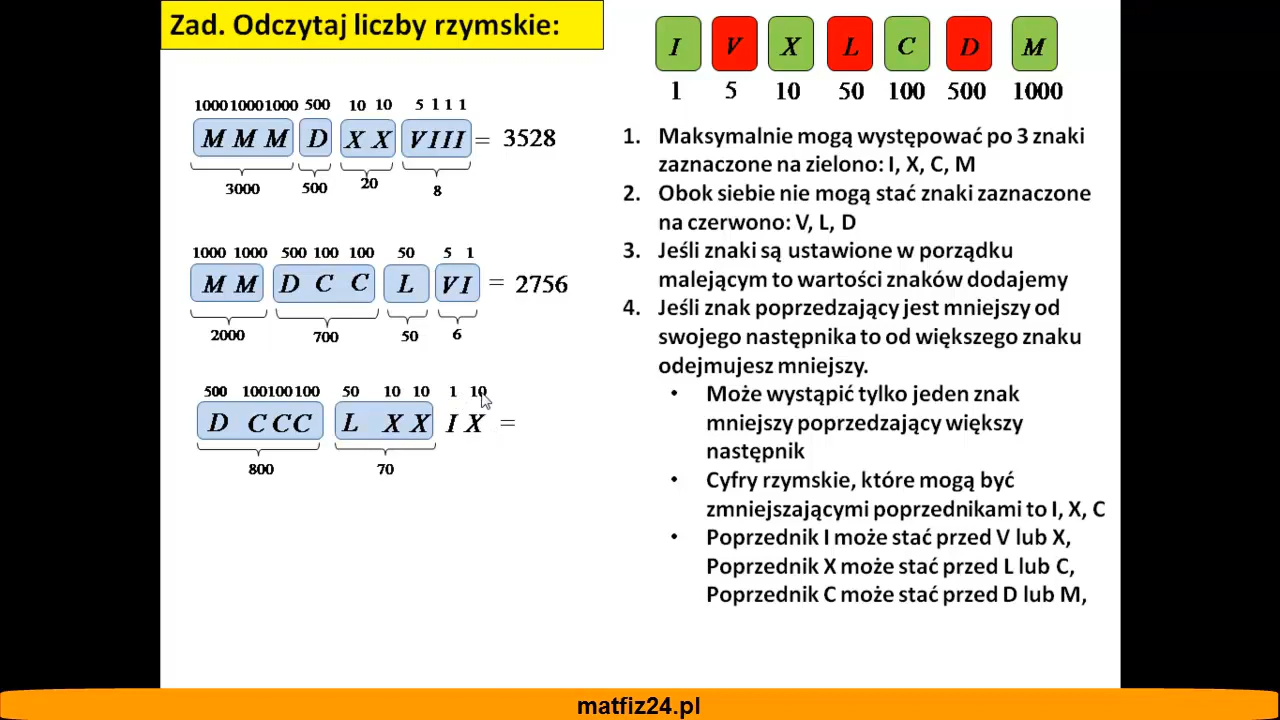 Zad. Odczytaj liczby rzymskie:
1000 1000 1000 500 10 10 5 1 1 1
M M M D X X VIII = 3528
3000 500 20 8
1000 1000 500 100 100 50 5 1
M M D C C L VI = 2756
2000 700 50 6
500 100 100 100 50 10 10 1 10
D C C C L X X I X =
800 70
I V X L C D M
1 5 10 50 100 500 1000
1. Maksymalnie mogą występować po 3 znaki
zaznaczone na zielono: I, X, C, M
2. Obok siebie nie mogą stać znaki zaznaczone
na czerwono: V, L, D
3. Jeśli znaki są ustawione w porządku
malejącym to wartości znaków dodajemy
4. Jeśli znak poprzedzający jest mniejszy od
swojego następnika to od większego znaku
odejmujesz mniejszy.
• Może wystąpić tylko jeden znak
mniejszy poprzedzający większy
następnik
• Cyfry rzymskie, które mogą być
zmniejszającymi poprzednikami to I, X, C
• Poprzednik I może stać przed V lub X,
Poprzednik X może stać przed L lub C,
Poprzednik C może stać przed D lub M,
matfiz24.pl